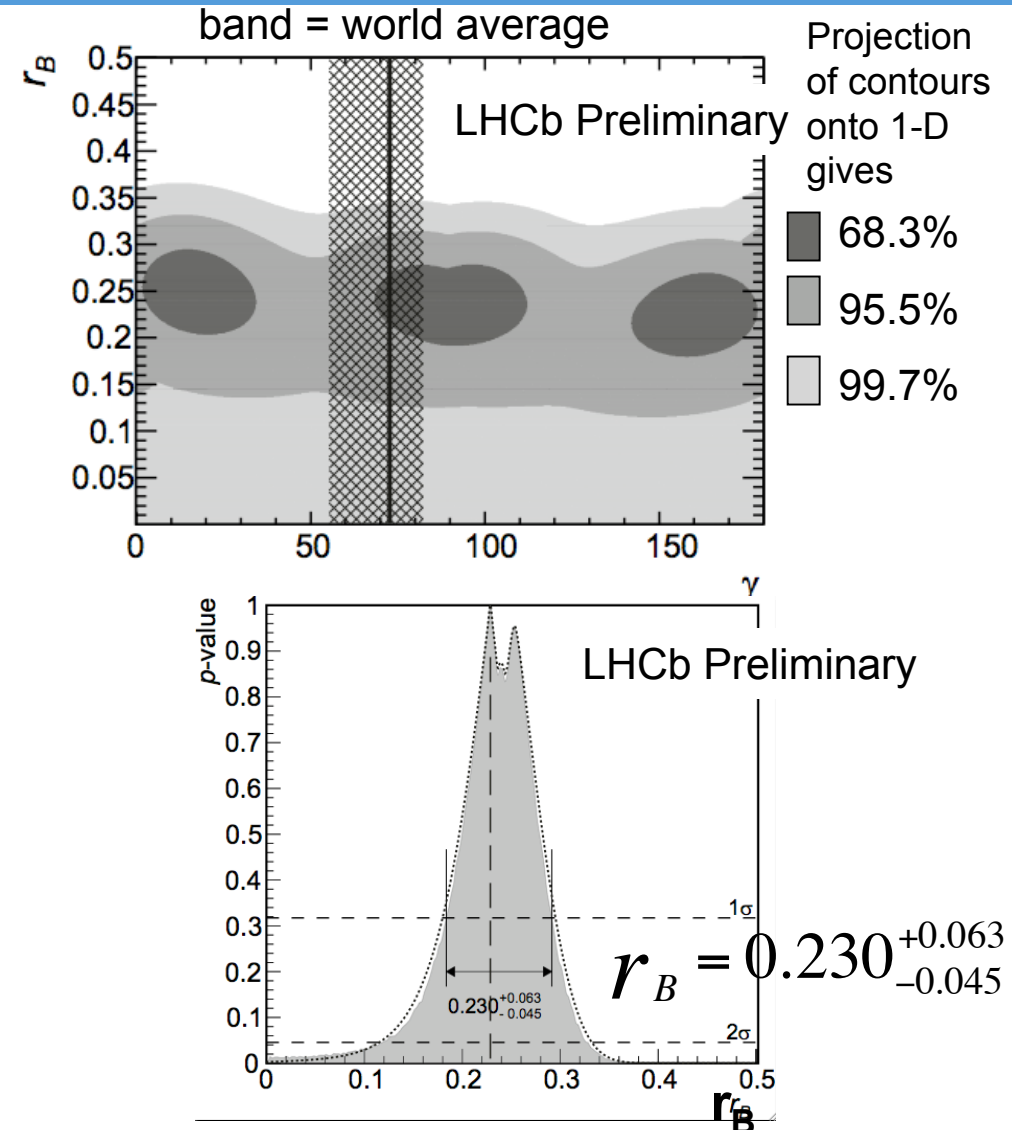 band = world average
r_B
0.5
0.45
0.4
0.35
0.3
0.25
0.2
0.15
0.1
0.05
0 50 100 150
γ
LHCb Preliminary
Projection
of contours
onto 1-D
gives
68.3%
95.5%
99.7%
p-value
1
0.9
0.8
0.7
0.6
0.5
0.4
0.3
0.2
0.1
0
0 0.1 0.2 0.3 0.4 0.5
LHCb Preliminary
1σ
r_B = 0.230 +0.063 −0.045
0.230 +0.063 - 0.045
2σ
r_B
r_B